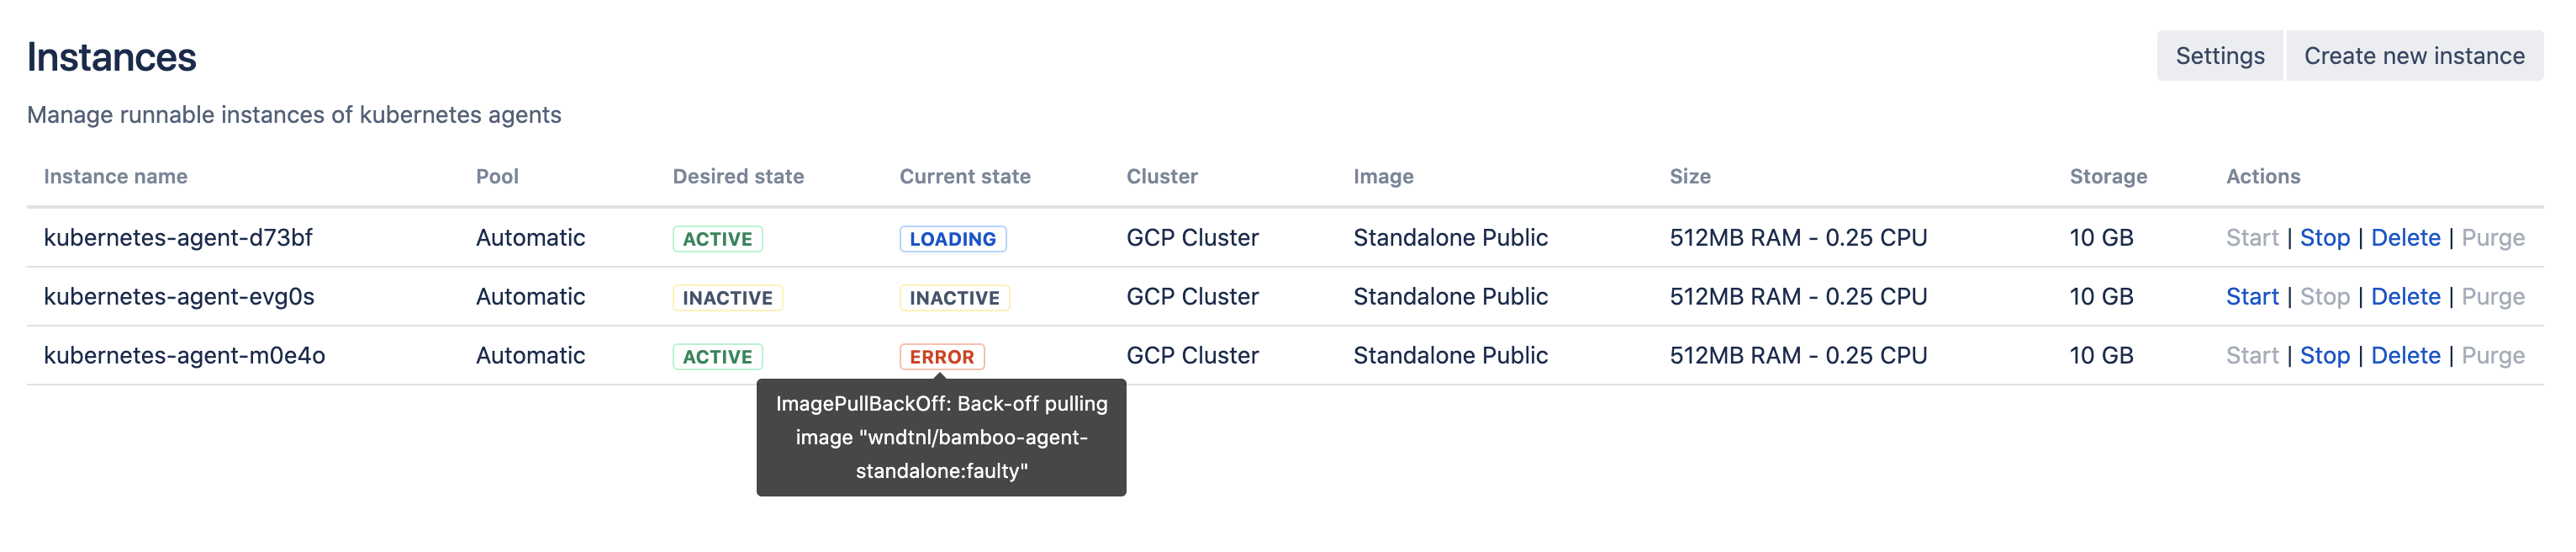 Instances
Settings
Create new instance
Manage runnable instances of kubernetes agents
Instance name Pool Desired state Current state Cluster Image Size Storage Actions
kubernetes-agent-d73bf Automatic ACTIVE LOADING GCP Cluster Standalone Public 512MB RAM - 0.25 CPU 10 GB Start | Stop | Delete | Purge
kubernetes-agent-evg0s Automatic INACTIVE INACTIVE GCP Cluster Standalone Public 512MB RAM - 0.25 CPU 10 GB Start | Stop | Delete | Purge
kubernetes-agent-m0e4o Automatic ACTIVE ERROR GCP Cluster Standalone Public 512MB RAM - 0.25 CPU 10 GB Start | Stop | Delete | Purge
ImagePullBackOff: Back-off pulling
image "wndtnl/bamboo-agent-
standalone:faulty"